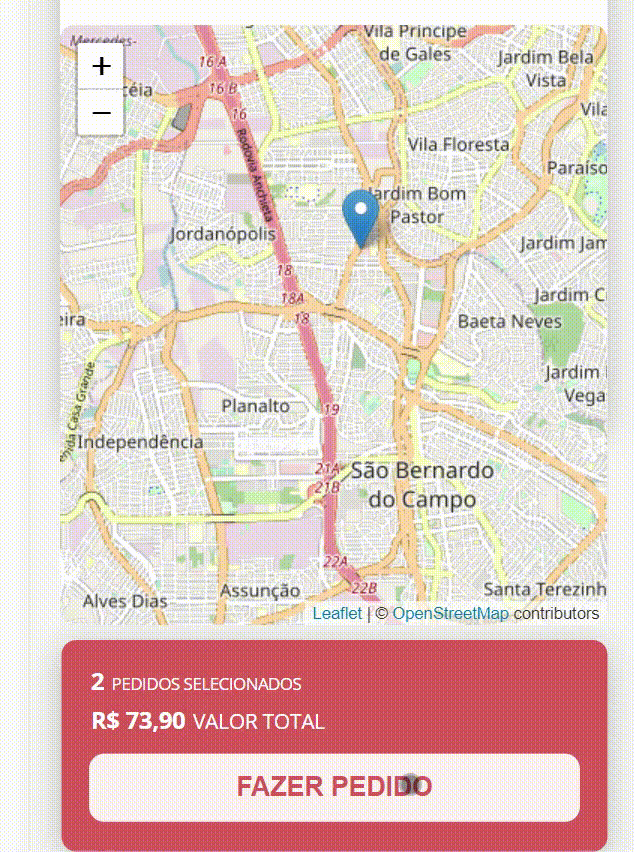 Vila Príncipe
de Gales
Mercedes-
16 A
Jardim Bela
Vista
+
céia
16 B
−
16
Vila
Rodovia Anchieta
Vila Floresta
Paraíso
Jardim Bom
Pastor
Jordanópolis
Jardim Jam
18
18A
Jardim C
18
eira
Baeta Neves
Jardim
Vega
Casa Grande
Planalto
19
Independência
21A
São Bernardo
do Campo
21B
22A
22B
Assunção
Santa Terezinh
Alves Dias
Leaflet | © OpenStreetMap contributors
2 PEDIDOS SELECIONADOS
R$ 73,90 VALOR TOTAL
FAZER PEDIDO